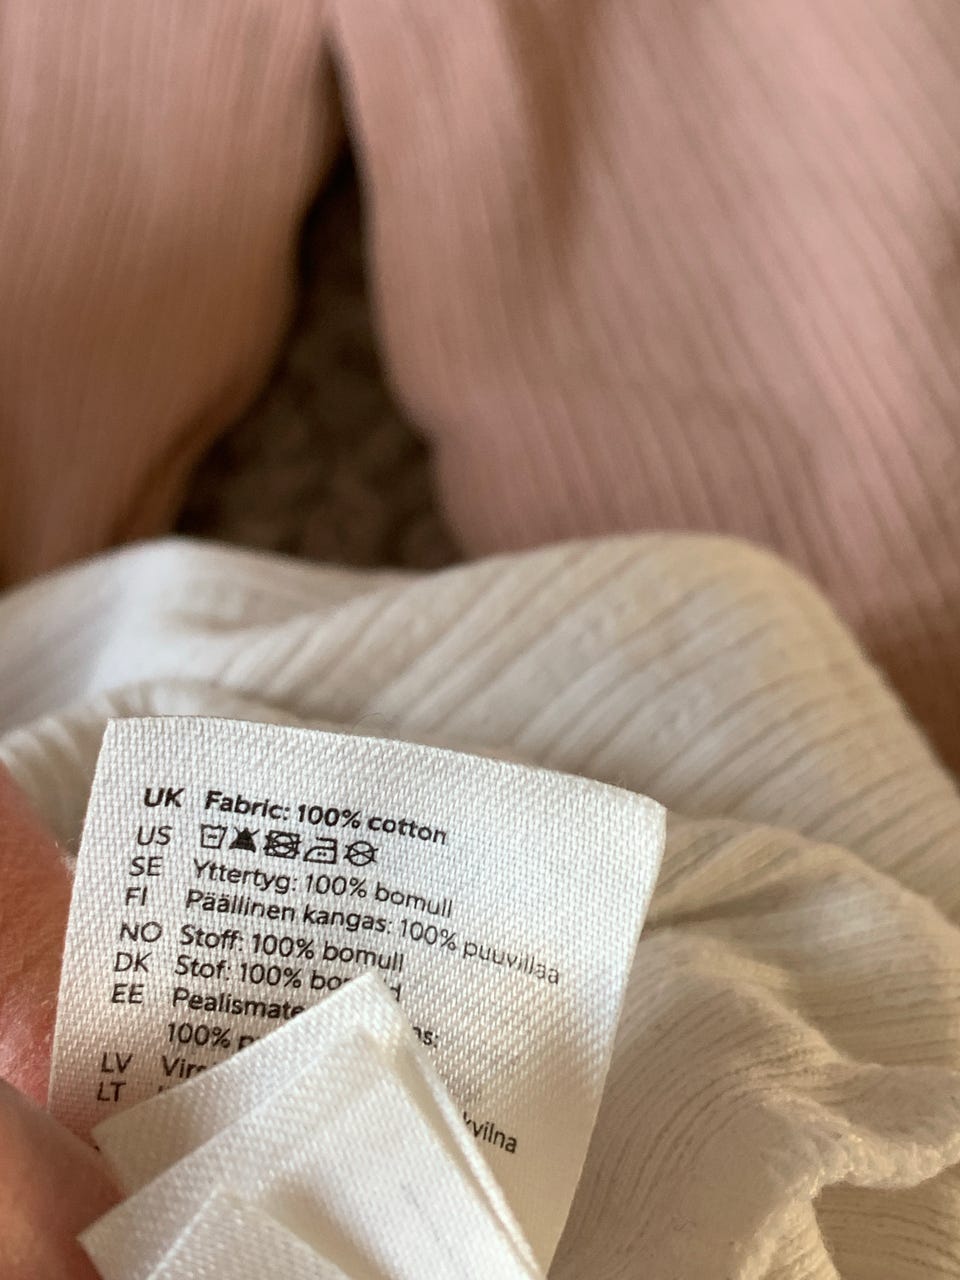 UK Fabric: 100% cotton
US
SE Yttertyg: 100% bomull
FI Päällinen kangas: 100% puuvillaa
NO Stoff: 100% bomull
DK Stof: 100%
EE
100%
LV
LT